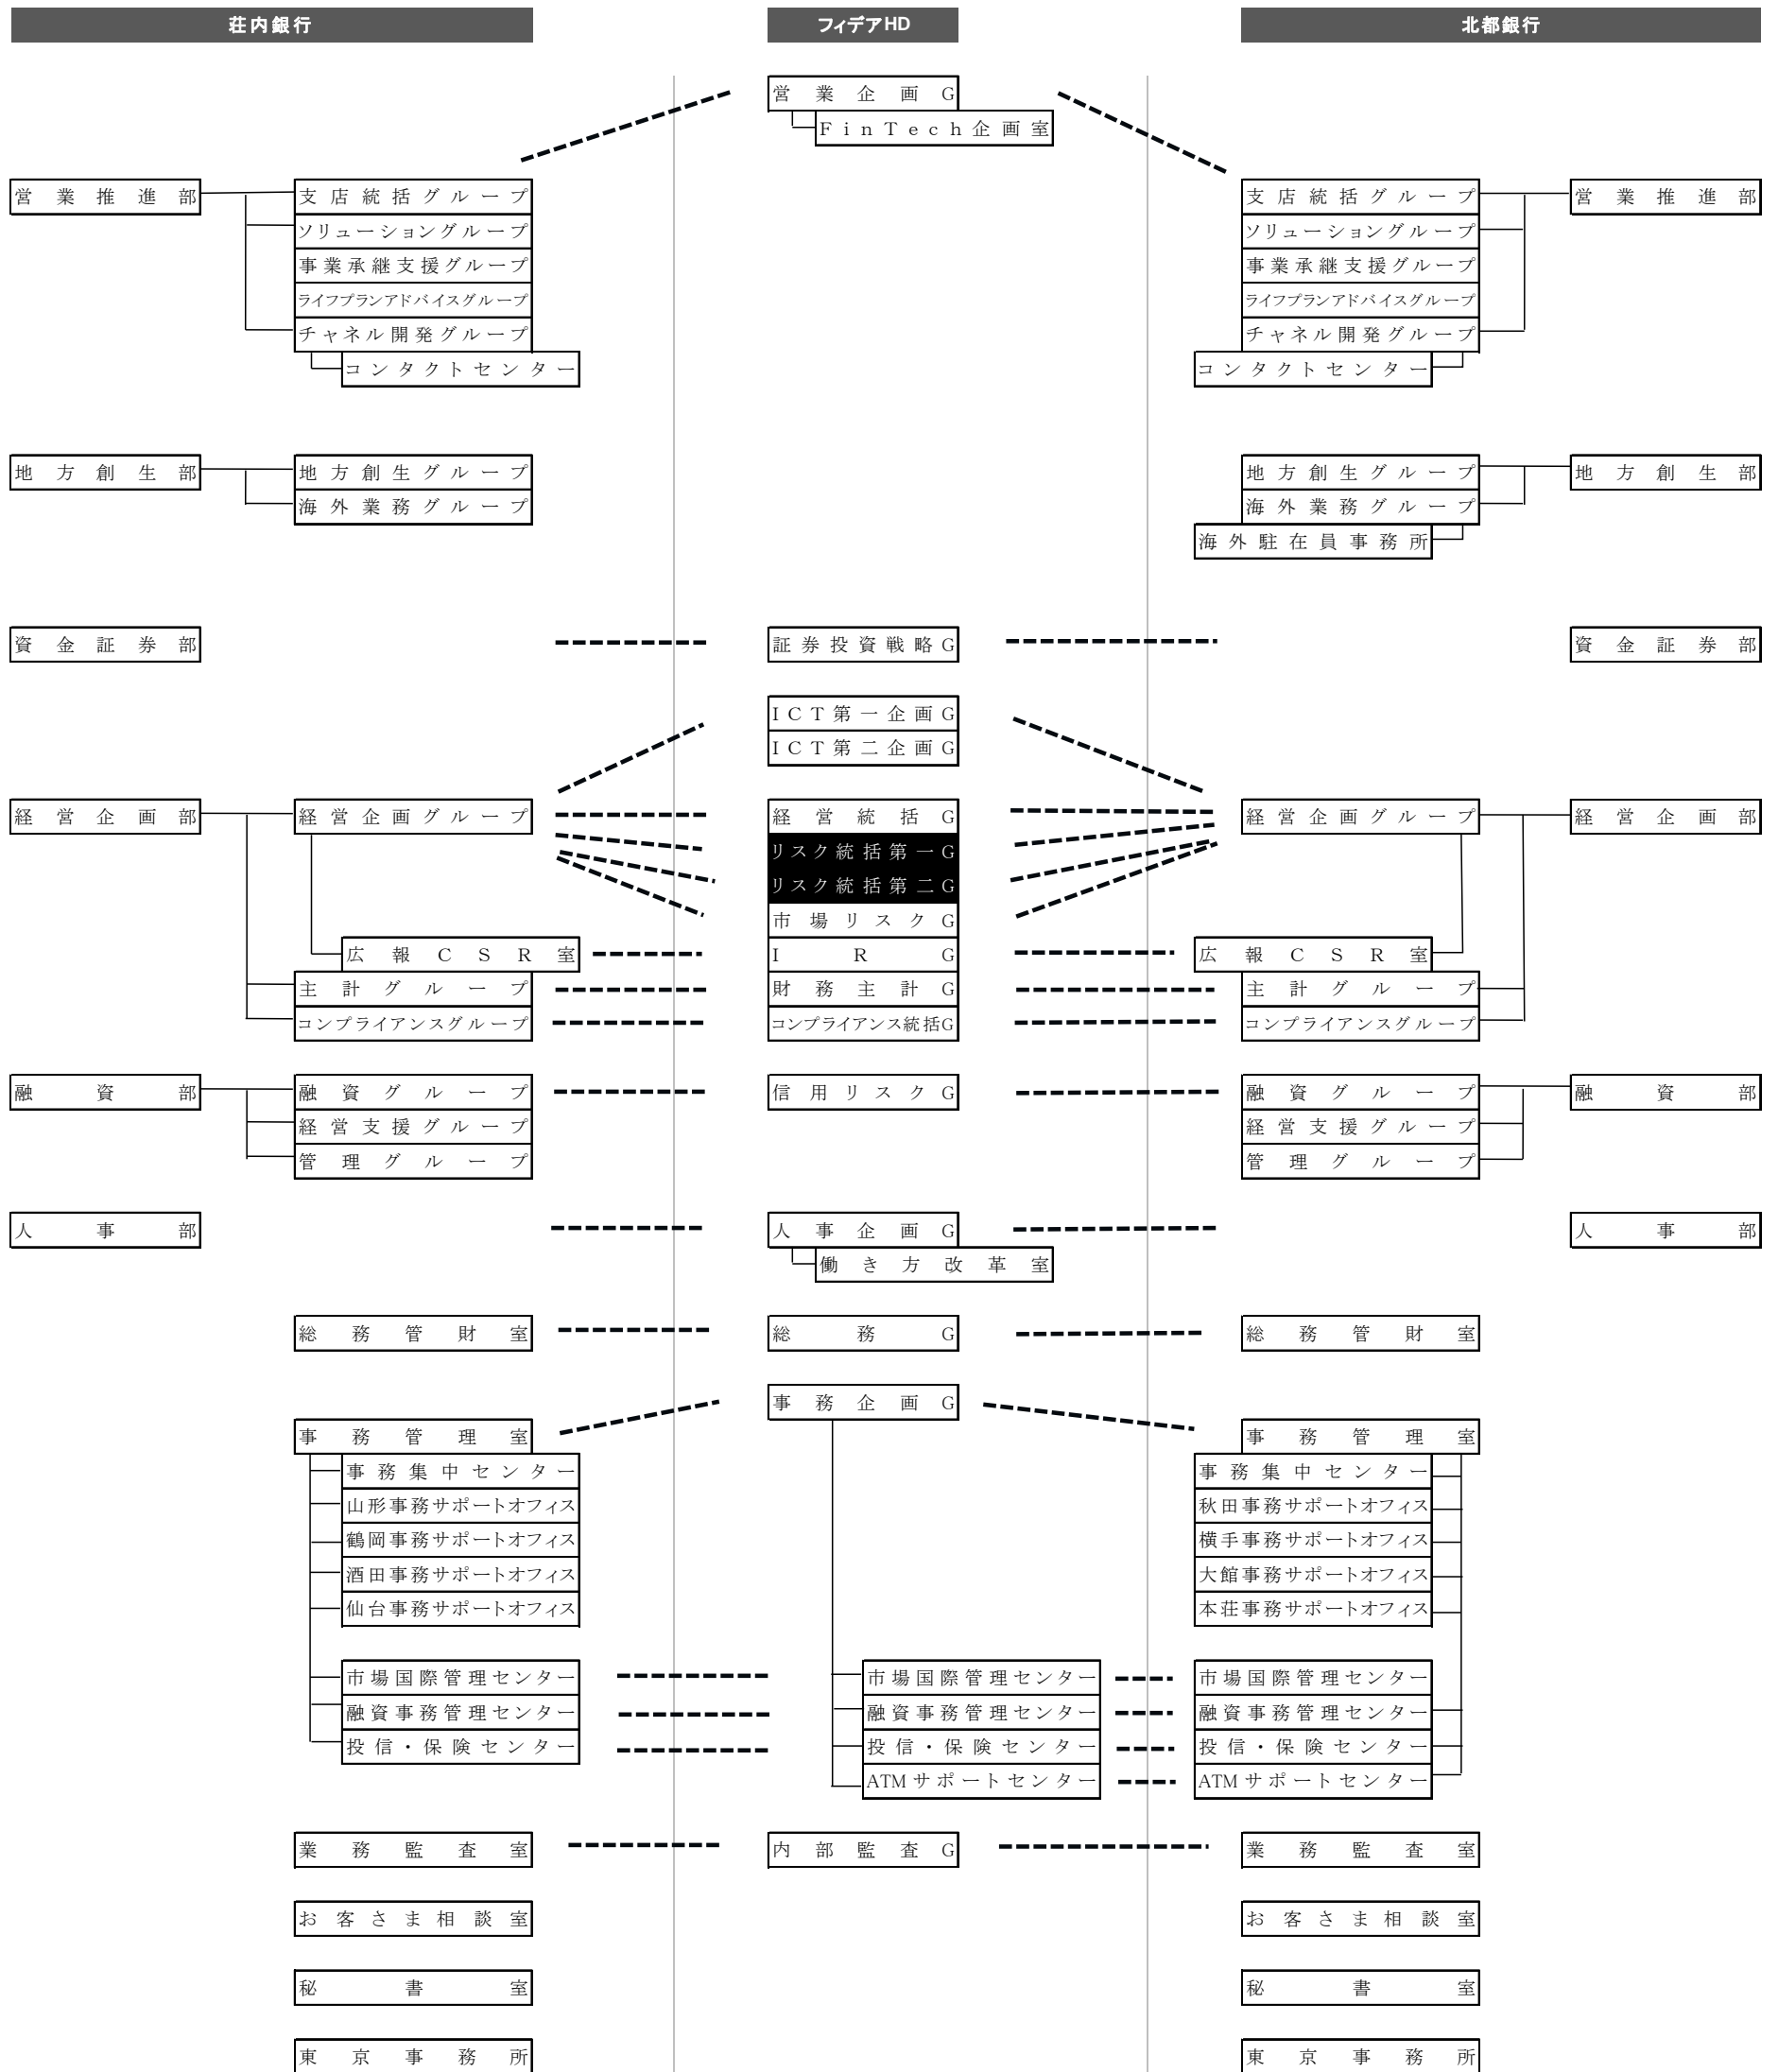 荘内銀行 フィデアHD 北都銀行
営業企画G
FinTech企画室
営業推進部 支店統括グループ 支店統括グループ 営業推進部
ソリューショングループ ソリューショングループ
事業承継支援グループ 事業承継支援グループ
ライフプランアドバイスグループ ライフプランアドバイスグループ
チャネル開発グループ チャネル開発グループ
コンタクトセンター コンタクトセンター
地方創生部 地方創生グループ 地方創生グループ 地方創生部
海外業務グループ 海外業務グループ
海外駐在員事務所
資金証券部 証券投資戦略G 資金証券部
ICT第一企画G
ICT第二企画G
経営企画部 経営企画グループ 経営統括G 経営企画グループ 経営企画部
リスク統括第一G
リスク統括第二G
市場リスクG
広報CSR室 IRG 広報CSR室
主計グループ 財務主計G 主計グループ
コンプライアンスグループ コンプライアンス統括G コンプライアンスグループ
融資部 融資グループ 信用リスクG 融資グループ 融資部
経営支援グループ 経営支援グループ
管理グループ 管理グループ
人事部 人事企画G 人事部
働き方改革室
総務管財室 総務G 総務管財室
事務企画G
事務管理室 事務管理室
事務集中センター 事務集中センター
山形事務サポートオフィス 秋田事務サポートオフィス
鶴岡事務サポートオフィス 横手事務サポートオフィス
酒田事務サポートオフィス 大館事務サポートオフィス
仙台事務サポートオフィス 本荘事務サポートオフィス
市場国際管理センター 市場国際管理センター 市場国際管理センター
融資事務管理センター 融資事務管理センター 融資事務管理センター
投信・保険センター 投信・保険センター 投信・保険センター
ATMサポートセンター ATMサポートセンター
業務監査室 内部監査G 業務監査室
お客さま相談室 お客さま相談室
秘書室 秘書室
東京事務所 東京事務所